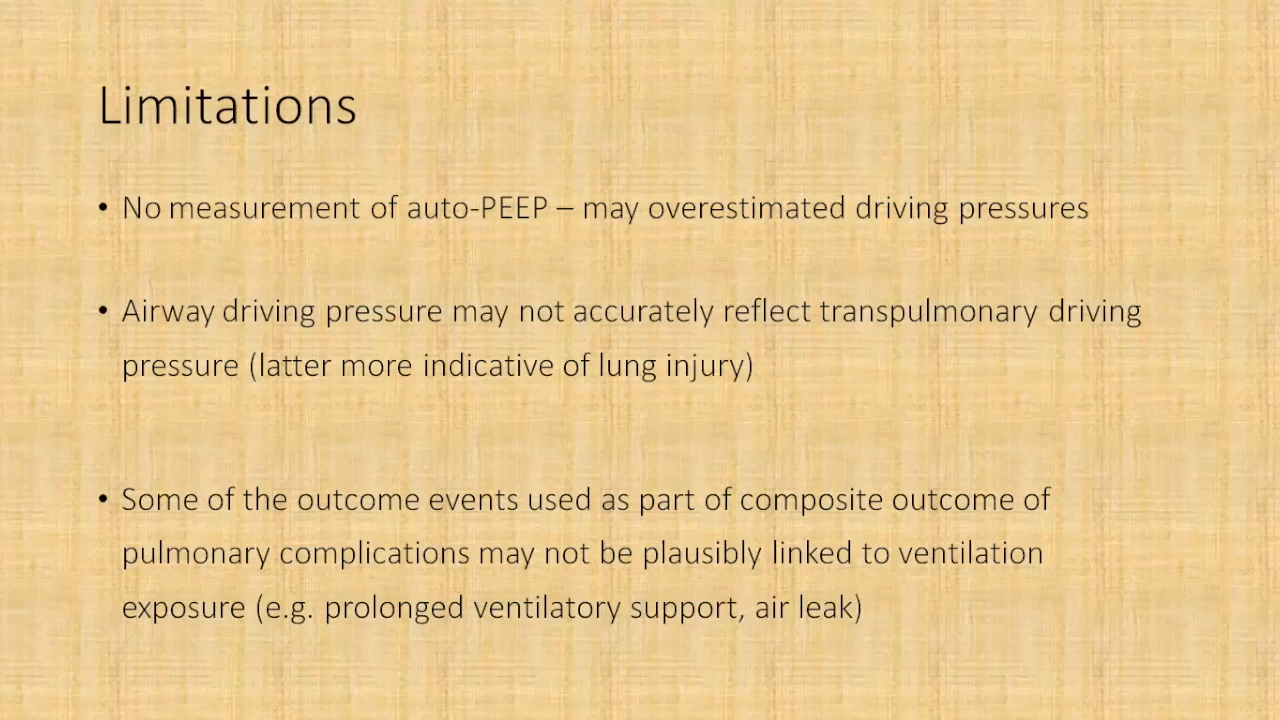 Limitations
• No measurement of auto-PEEP – may overestimated driving pressures
• Airway driving pressure may not accurately reflect transpulmonary driving
pressure (latter more indicative of lung injury)
• Some of the outcome events used as part of composite outcome of
pulmonary complications may not be plausibly linked to ventilation
exposure (e.g. prolonged ventilatory support, air leak)